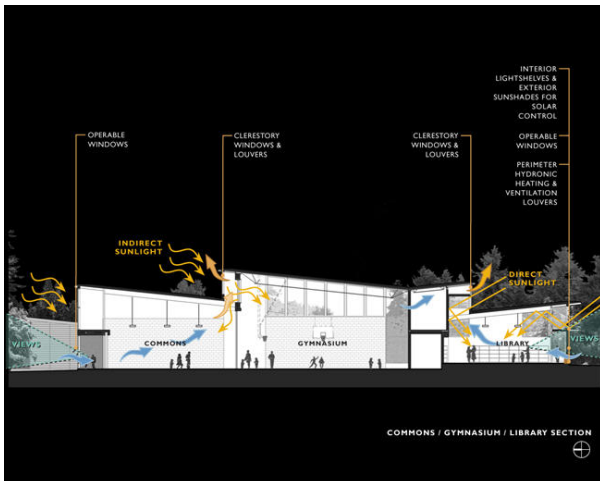 INTERIOR
LIGHTSHELVES &
EXTERIOR
SUNSHADES FOR
SOLAR
CONTROL
OPERABLE
WINDOWS
CLERESTORY
WINDOWS &
LOUVERS
CLERESTORY
WINDOWS &
LOUVERS
OPERABLE
WINDOWS
PERIMETER
HYDRONIC
HEATING &
VENTILATION
LOUVERS
INDIRECT
SUNLIGHT
DIRECT
SUNLIGHT
VIEWS
COMMONS
GYMNASIUM
LIBRARY
VIEWS
COMMONS / GYMNASIUM / LIBRARY SECTION